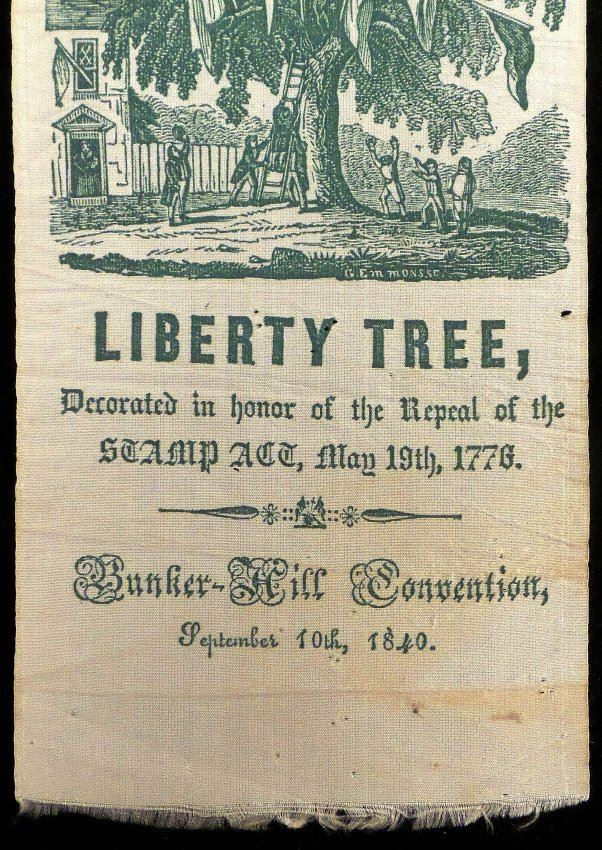 G. Emmons sc
LIBERTY TREE,
Decorated in honor of the Repeal of the
STAMP ACT, May 19th, 1776.
Bunker-Hill Convention,
September 10th, 1840.